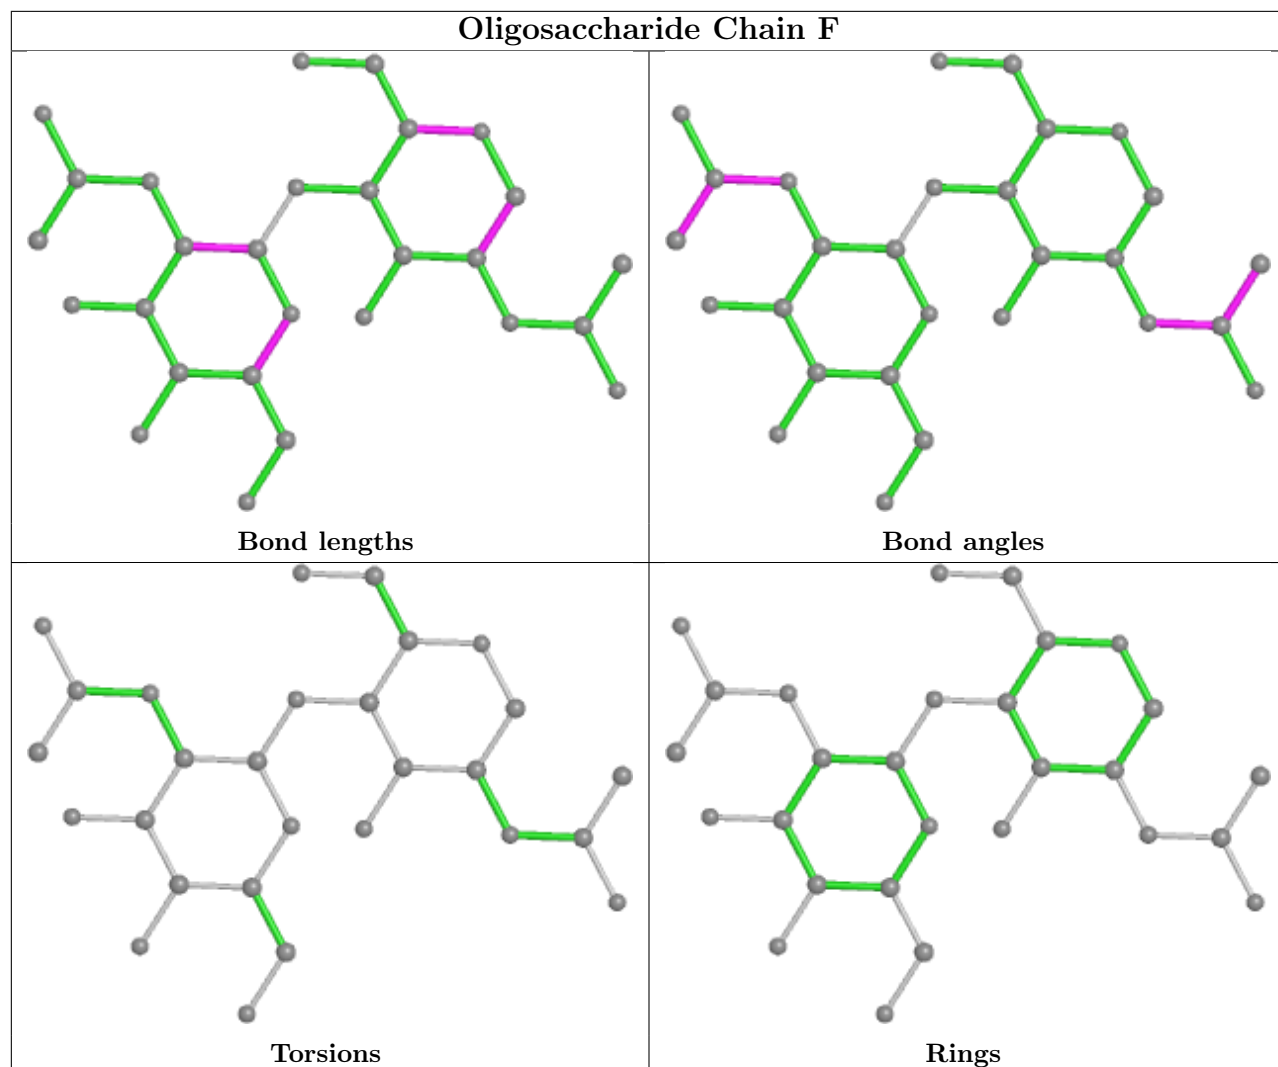 Oligosaccharide Chain F
Bond lengths
Bond angles
Torsions
Rings